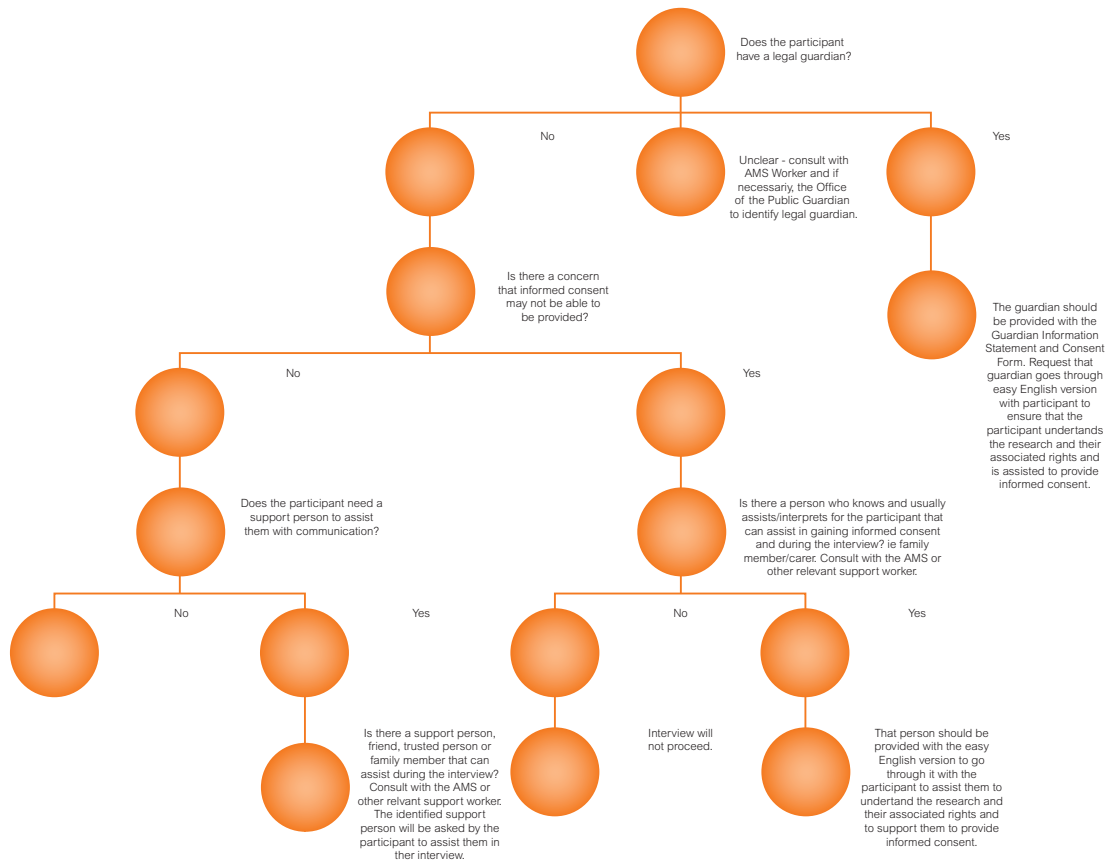 Does the participant
have a legal guardian?
No
Unclear - consult with
AMS Worker and if
necessariy, the Office
of the Public Guardian
to identify legal guardian.
Yes
Is there a concern
that informed consent
may not be able to
be provided?
The guardian should
be provided with the
Guardian Information
Statement and Consent
Form. Request that
guardian goes through
easy English version
with participant to
ensure that the
participant undertands
the research and their
associated rights and
is assisted to provide
informed consent.
No
Yes
Does the participant need a
support person to assist
them with communication?
Is there a person who knows and usually
assists/interprets for the participant that
can assist in gaining informed consent
and during the interview? ie family
member/carer. Consult with the AMS or
other relevant support worker.
No
Yes
No
Yes
Is there a support person,
friend, trusted person or
family member that can
assist during the interview?
Consult with the AMS or
other relvant support worker.
The identified support
person will be asked by the
participant to assist them in
ther interview.
Interview will
not proceed.
That person should be
provided with the easy
English version to go
through it with the
participant to assist them to
undertand the research and
their associated rights and
to support them to provide
informed consent.